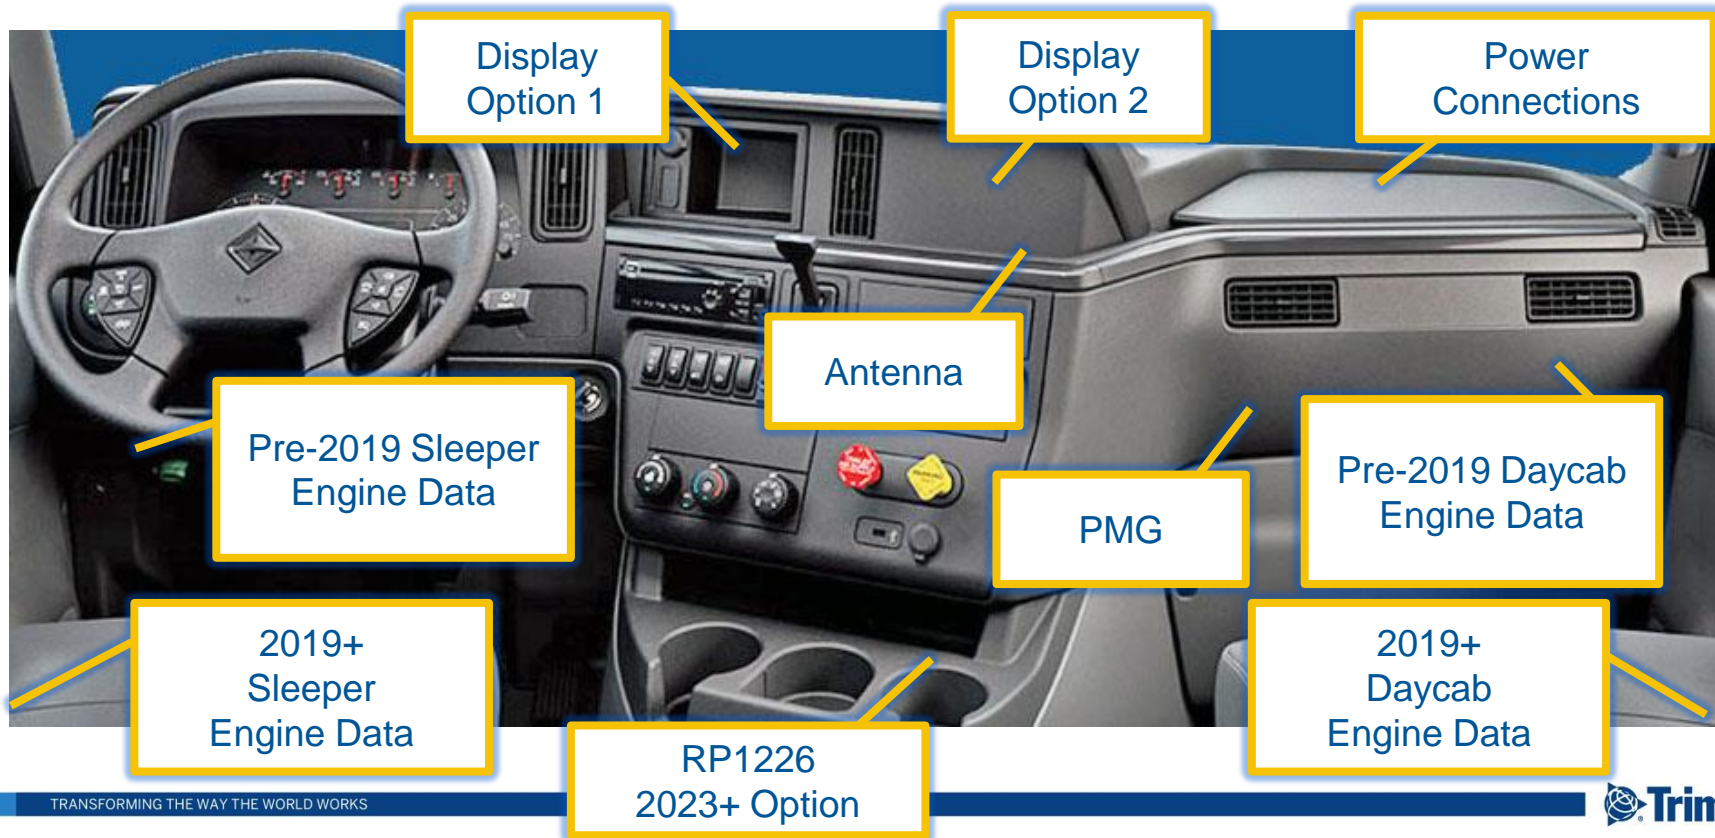 Display
Option 1
Display
Option 2
Power
Connections
Antenna
Pre-2019 Sleeper
Engine Data
PMG
Pre-2019 Daycab
Engine Data
2019+
Sleeper
Engine Data
2019+
Daycab
Engine Data
RP1226
2023+ Option
TRANSFORMING THE WAY THE WORLD WORKS
Trim